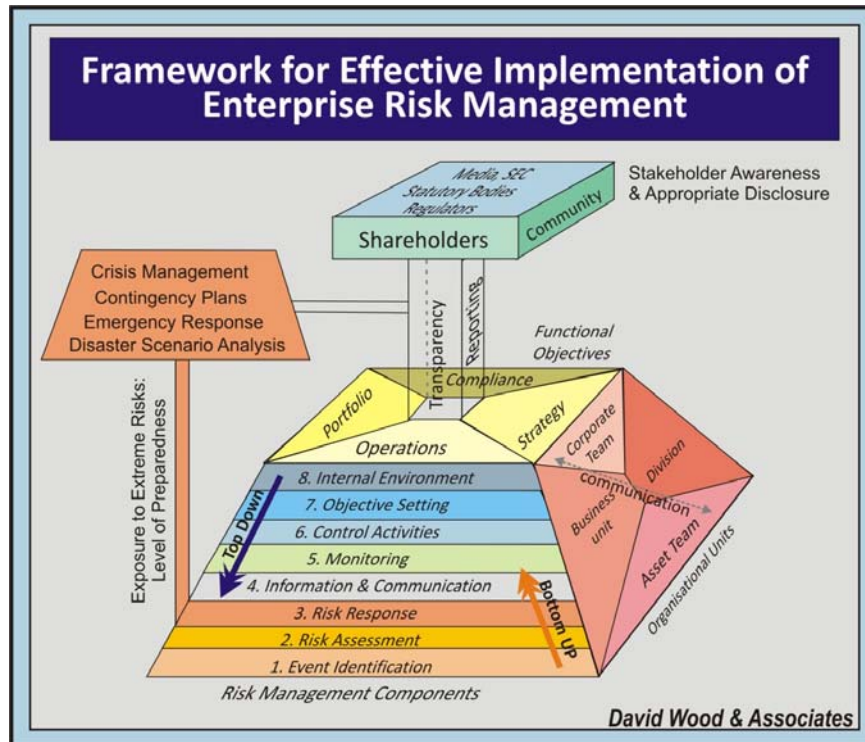 Framework for Effective Implementation of
Enterprise Risk Management
Media, SEC
Statutory Bodies
Regulators
Shareholders
Community
Stakeholder Awareness
& Appropriate Disclosure
Crisis Management
Contingency Plans
Emergency Response
Disaster Scenario Analysis
Transparency
Reporting
Functional
Objectives
Compliance
Portfolio
Operations
Strategy
Corporate
Team
Division
communication
Business
unit
Asset Team
Organisational Units
Exposure to Extreme Risks:
Level of Preparedness
Top Down
8. Internal Environment
7. Objective Setting
6. Control Activities
5. Monitoring
4. Information & Communication
3. Risk Response
2. Risk Assessment
1. Event Identification
Bottom UP
Risk Management Components
David Wood & Associates